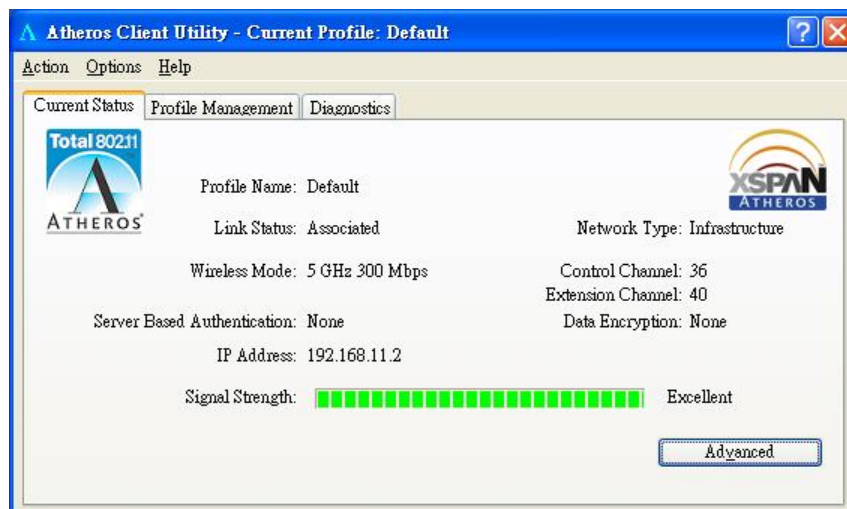 Atheros Client Utility - Current Profile: Default
?
Action Options Help
Current Status Profile Management Diagnostics
Total 802.11
ATHEROS
XSPAN
ATHEROS
Profile Name: Default
Link Status: Associated
Network Type: Infrastructure
Wireless Mode: 5 GHz 300 Mbps
Control Channel: 36
Extension Channel: 40
Server Based Authentication: None
Data Encryption: None
IP Address: 192.168.11.2
Signal Strength:
Excellent
Advanced